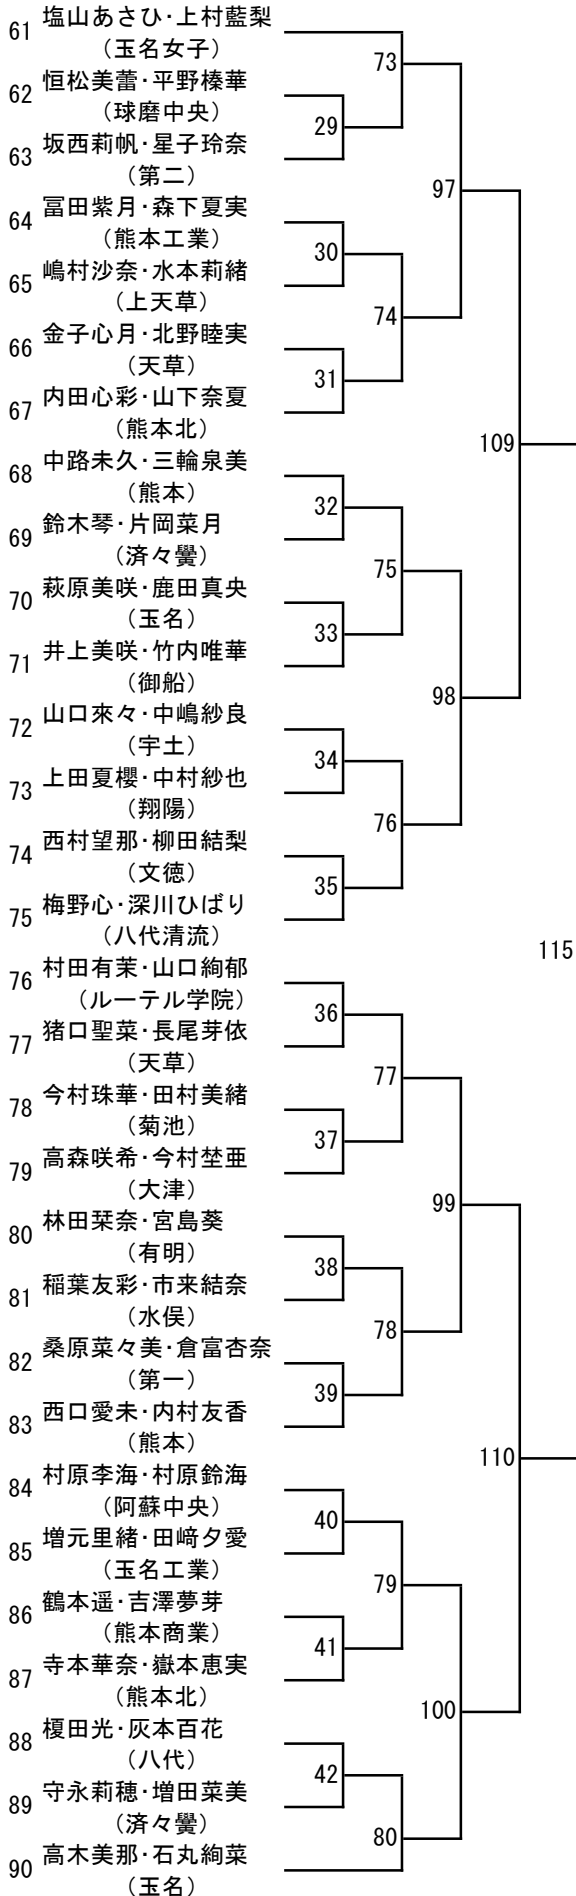 61 塩山あさひ･上村藍梨
（玉名女子）
73
62 恒松美蕾･平野榛華
（球磨中央）
29
63 坂西莉帆･星子玲奈
（第二）
97
64 冨田紫月･森下夏実
（熊本工業）
30
65 嶋村沙奈･水本莉緒
（上天草）
74
66 金子心月･北野睦実
（天草）
31
67 内田心彩･山下奈夏
（熊本北）
109
68 中路未久･三輪泉美
（熊本）
32
69 鈴木琴･片岡菜月
（済々黌）
75
70 萩原美咲･鹿田真央
（玉名）
33
71 井上美咲･竹内唯華
（御船）
98
72 山口來々･中嶋紗良
（宇土）
34
73 上田夏櫻･中村紗也
（翔陽）
76
74 西村望那･柳田結梨
（文徳）
35
75 梅野心･深川ひばり
（八代清流）
115
76 村田有茉･山口絢郁
（ルーテル学院）
36
77 猪口聖菜･長尾芽依
（天草）
77
78 今村珠華･田村美緒
（菊池）
37
79 高森咲希･今村埜亜
（大津）
99
80 林田栞奈･宮島葵
（有明）
38
81 稲葉友彩･市来結奈
（水俣）
78
82 桑原菜々美･倉富杏奈
（第一）
39
83 西口愛未･内村友香
（熊本）
110
84 村原李海･村原鈴海
（阿蘇中央）
40
85 増元里緒･田﨑夕愛
（玉名工業）
79
86 鶴本遥･吉澤夢芽
（熊本商業）
41
87 寺本華奈･嶽本恵実
（熊本北）
100
88 榎田光･灰本百花
（八代）
42
89 守永莉穂･増田菜美
（済々黌）
80
90 高木美那･石丸絢菜
（玉名）